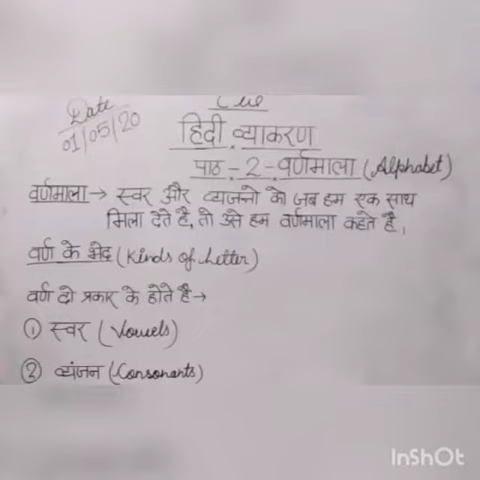 Date
01/05/20
हिंदी व्याकरण
पाठ - 2 - वर्णमाला (Alphabet)
वर्णमाला → स्वर और व्यजनो को जब हम एक साथ
मिला देते है, तो उसे हम वर्णमाला कहते है,
वर्ण के भेद (Kinds of Letter)
वर्ण दो प्रकार के होते है →
① स्वर (Vowels)
② व्यंजन (Consonants)
InShOt